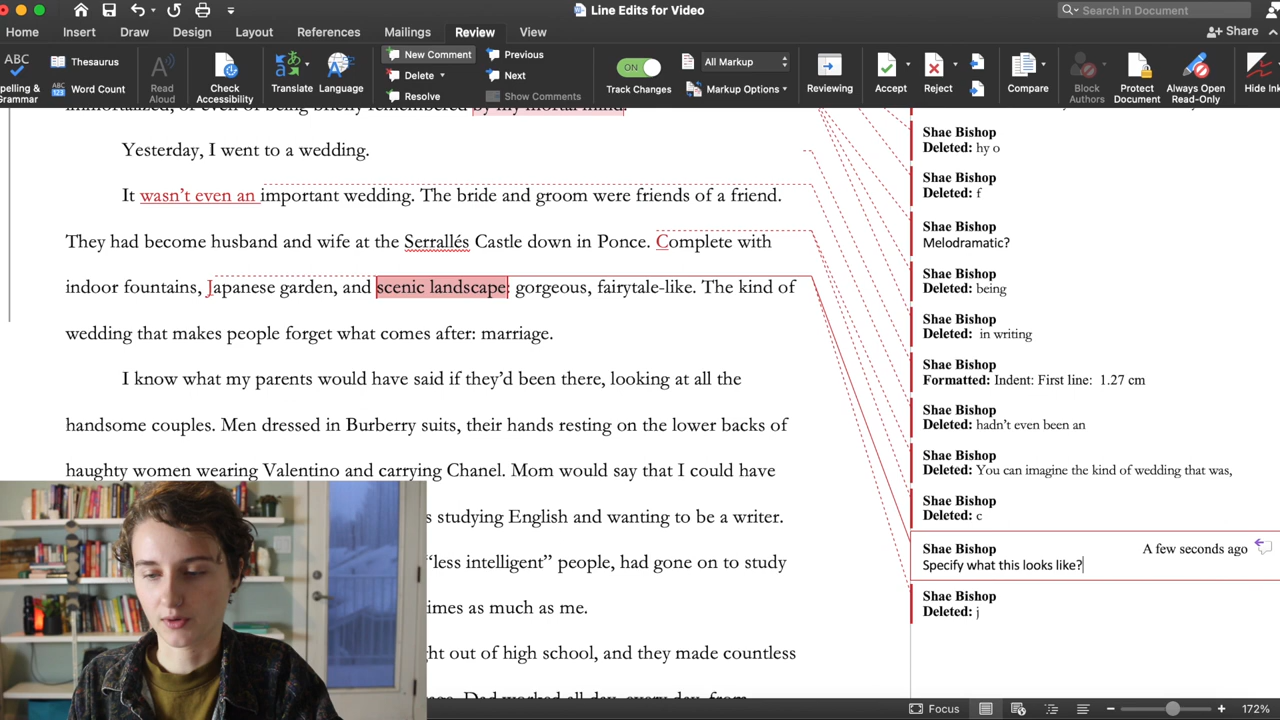 Line Edits for Video
Search in Document
Home Insert Draw Design Layout References Mailings Review View Share
ABC Thesaurus New Comment Previous All Markup
Word Count Delete Next Markup Options
Resolve Show Comments
Spelling & Grammar Read Aloud Check Accessibility Translate Language ON Track Changes Reviewing Accept Reject Compare Block Authors Protect Document Always Open Read-Only Hide Ink
by my mortal mind.
Yesterday, I went to a wedding.
It wasn't even an important wedding. The bride and groom were friends of a friend.
They had become husband and wife at the Serrallés Castle down in Ponce. Complete with
indoor fountains, Japanese garden, and scenic landscape: gorgeous, fairytale-like. The kind of
wedding that makes people forget what comes after: marriage.
I know what my parents would have said if they'd been there, looking at all the
handsome couples. Men dressed in Burberry suits, their hands resting on the lower backs of
haughty women wearing Valentino and carrying Chanel. Mom would say that I could have
s studying English and wanting to be a writer.
"less intelligent" people, had gone on to study
imes as much as me.
ht out of high school, and they made countless
Shae Bishop
Deleted: hy o
Shae Bishop
Deleted: f
Shae Bishop
Melodramatic?
Shae Bishop
Deleted: being
Shae Bishop
Deleted: in writing
Shae Bishop
Formatted: Indent: First line: 1.27 cm
Shae Bishop
Deleted: hadn't even been an
Shae Bishop
Deleted: You can imagine the kind of wedding that was,
Shae Bishop
Deleted: c
Shae Bishop A few seconds ago
Specify what this looks like?
Shae Bishop
Deleted: j
Focus 172%